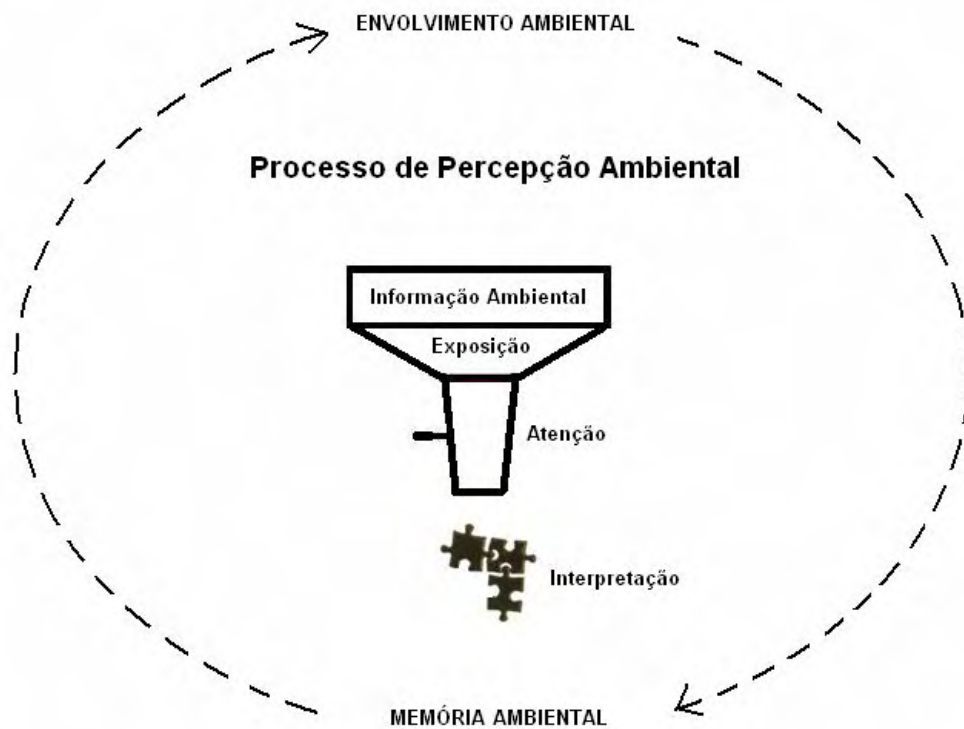 ENVOLVIMENTO AMBIENTAL
Processo de Percepção Ambiental
Informação Ambiental
Exposição
Atenção
Interpretação
MEMÓRIA AMBIENTAL